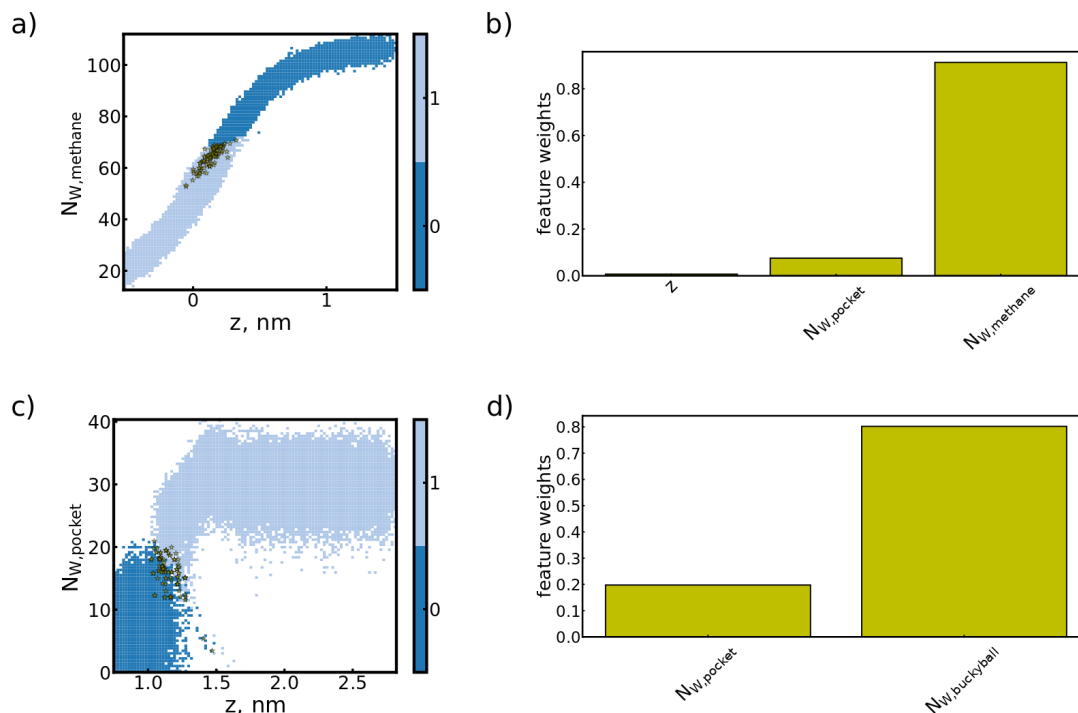 a)
N_W,methane
100
80
60
40
20
0
1
z, nm
1
0
b)
feature weights
0.8
0.6
0.4
0.2
0.0
z
N_W,pocket
N_W,methane
c)
N_W,pocket
40
30
20
10
0
1.0
1.5
2.0
2.5
z, nm
1
0
d)
feature weights
0.8
0.7
0.6
0.5
0.4
0.3
0.2
0.1
0.0
N_W,pocket
N_W,buckyball